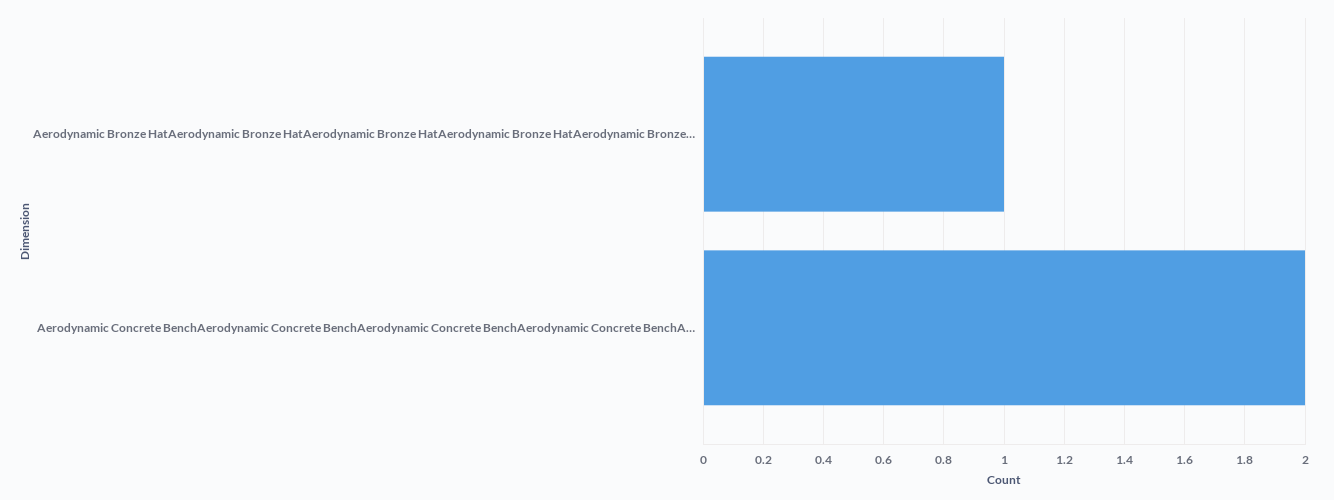 Aerodynamic Bronze HatAerodynamic Bronze HatAerodynamic Bronze HatAerodynamic Bronze HatAerodynamic Bronze...
Dimension
Aerodynamic Concrete BenchAerodynamic Concrete BenchAerodynamic Concrete BenchAerodynamic Concrete BenchA...
0 0.2 0.4 0.6 0.8 1 1.2 1.4 1.6 1.8 2
Count